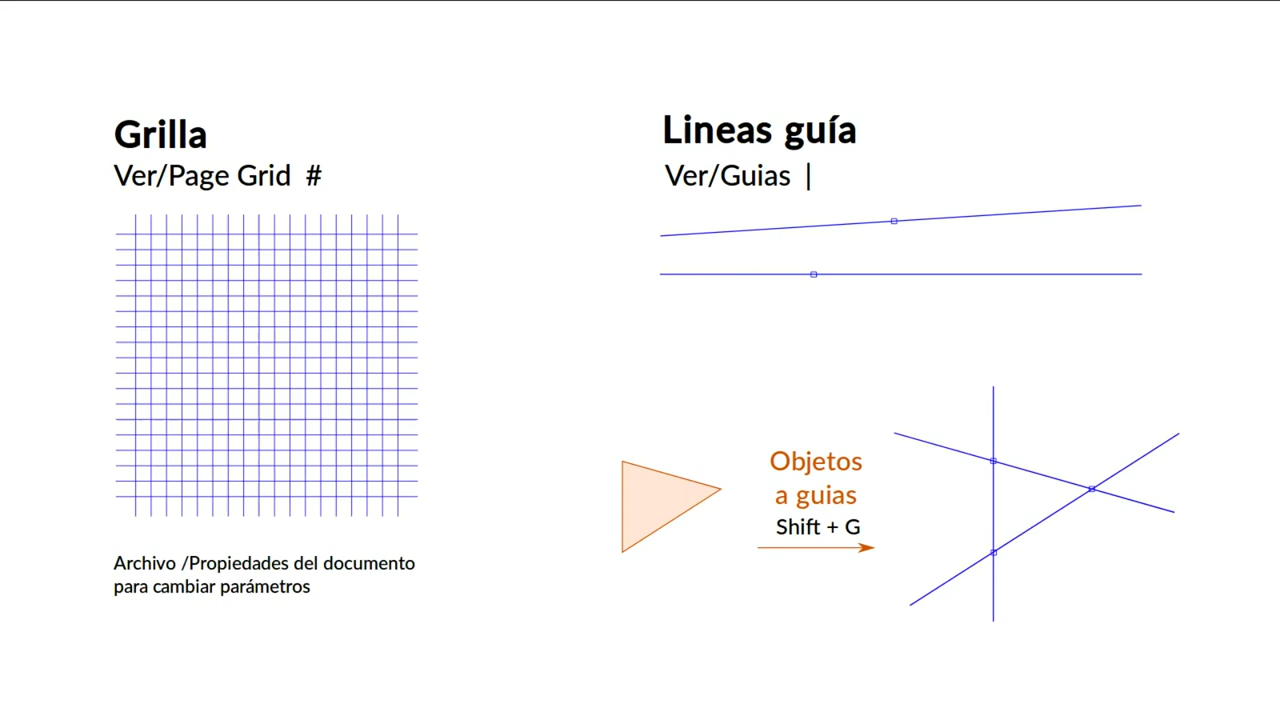 Grilla
Ver/Page Grid #
Archivo /Propiedades del documento
para cambiar parámetros
Lineas guía
Ver/Guias |
Objetos
a guias
Shift + G